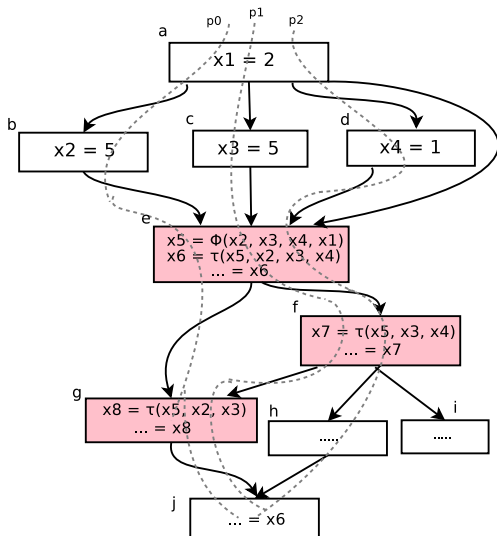 p0 p1 p2
a
x1 = 2
b c d
x2 = 5 x3 = 5 x4 = 1
e
x5 = Φ(x2, x3, x4, x1)
x6 = τ(x5, x2, x3, x4)
... = x6
f
x7 = τ(x5, x3, x4)
... = x7
g
x8 = τ(x5, x2, x3)
... = x8
h i
..... .....
j
... = x6